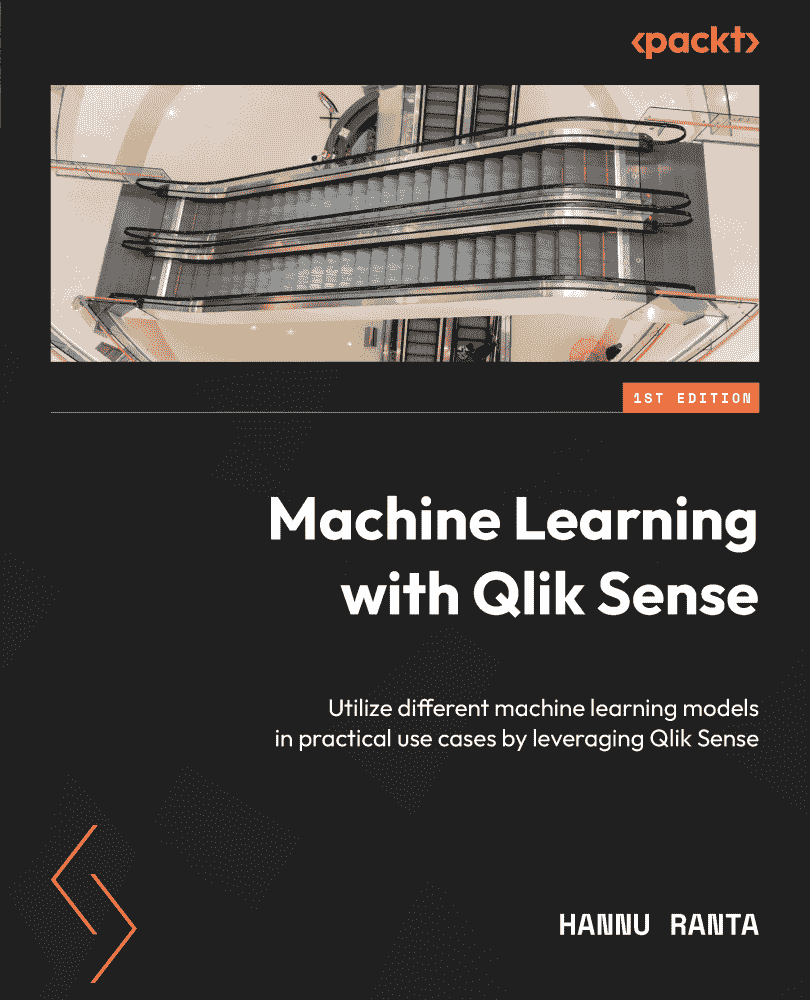 <packt>
1ST EDITION
Machine Learning
with Qlik Sense
Utilize different machine learning models
in practical use cases by leveraging Qlik Sense
HANNU RANTA